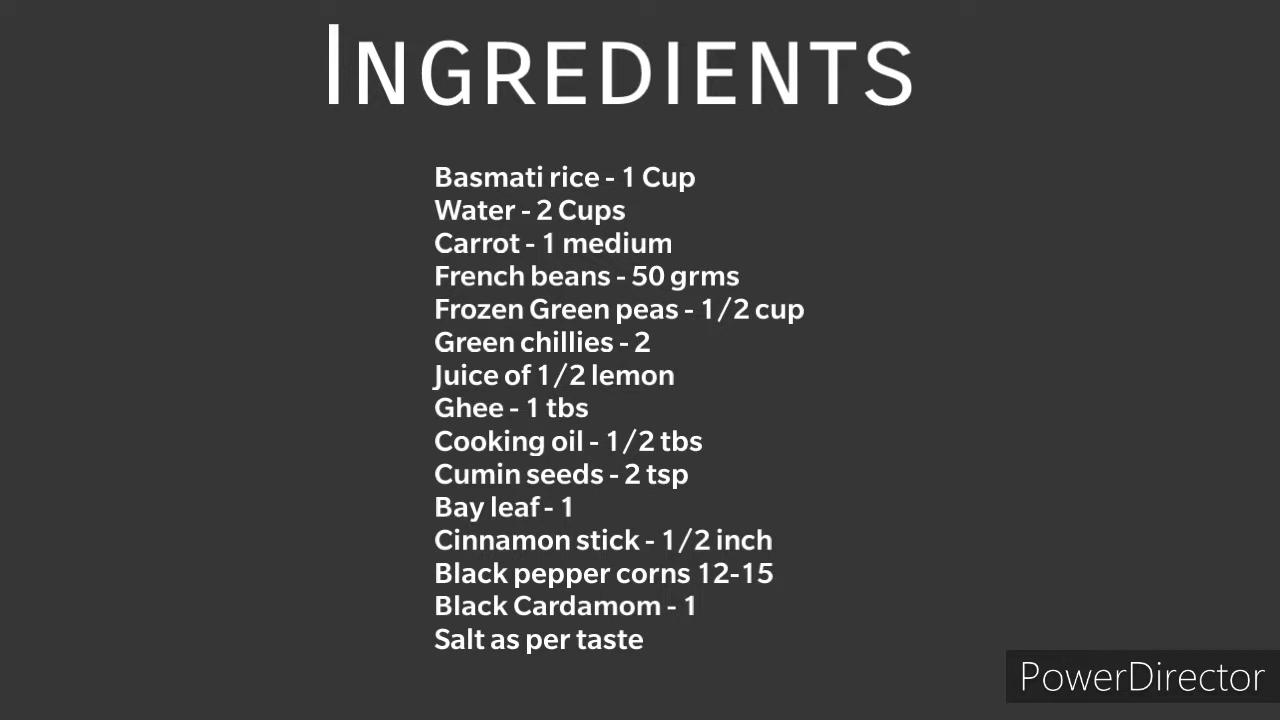 INGREDIENTS
Basmati rice - 1 Cup
Water - 2 Cups
Carrot - 1 medium
French beans - 50 grms
Frozen Green peas - 1/2 cup
Green chillies - 2
Juice of 1/2 lemon
Ghee - 1 tbs
Cooking oil - 1/2 tbs
Cumin seeds - 2 tsp
Bay leaf - 1
Cinnamon stick - 1/2 inch
Black pepper corns 12-15
Black Cardamom - 1
Salt as per taste
PowerDirector